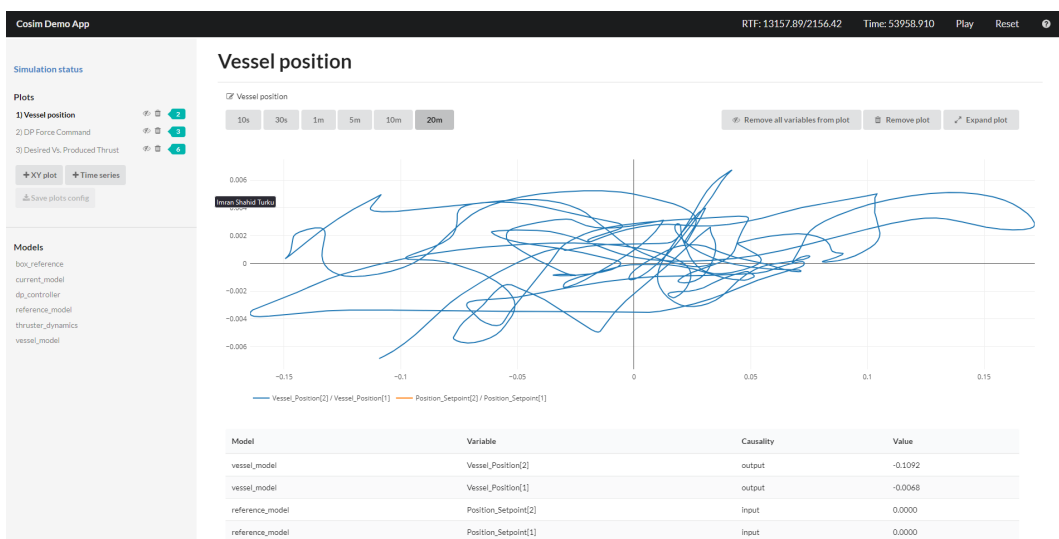 Cosim Demo App
RTF: 13157.89/2156.42 Time: 53958.910 Play Reset ?
Simulation status
Plots
1) Vessel position 2
2) DP Force Command 3
3) Desired Vs. Produced Thrust 6
+XY plot +Time series
Save plots config
Models
box_reference
current_model
dp_controller
reference_model
thruster_dynamics
vessel_model
Vessel position
Vessel position
10s 30s 1m 5m 10m 20m
Remove all variables from plot Remove plot Expand plot
0.006
Imran Shahid Turku
0.004
0.002
0
−0.002
−0.004
−0.006
−0.15 −0.1 −0.05 0 0.05 0.1 0.15
Vessel_Position[2] / Vessel_Position[1] Position_Setpoint[2] / Position_Setpoint[1]
Model Variable Causality Value
vessel_model Vessel_Position[2] output -0.1092
vessel_model Vessel_Position[1] output -0.0068
reference_model Position_Setpoint[2] input 0.0000
reference_model Position_Setpoint[1] input 0.0000